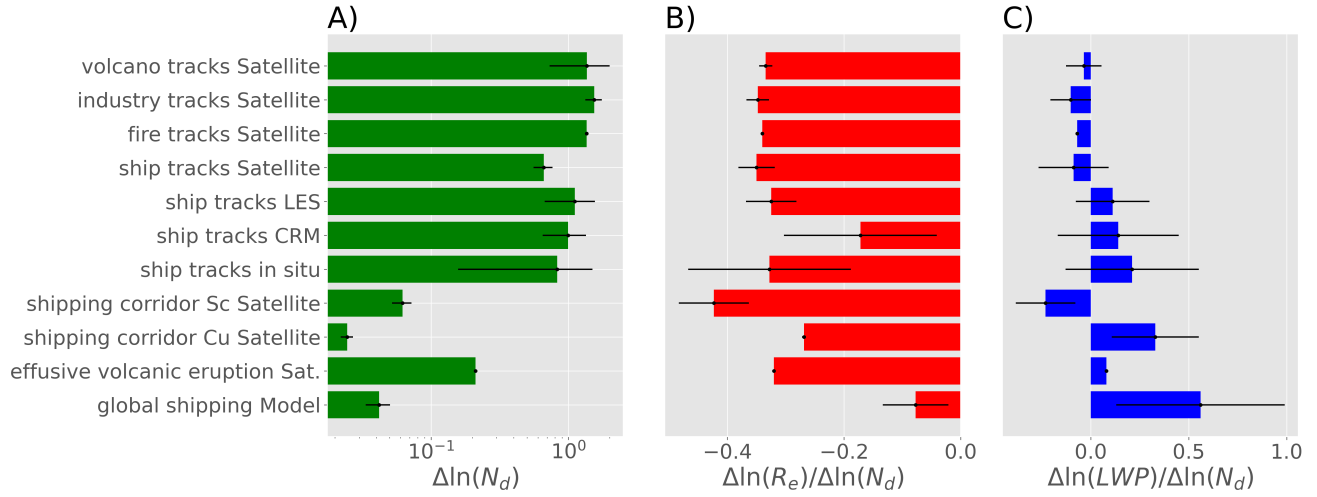 A)
B)
C)
volcano tracks Satellite
industry tracks Satellite
fire tracks Satellite
ship tracks Satellite
ship tracks LES
ship tracks CRM
ship tracks in situ
shipping corridor Sc Satellite
shipping corridor Cu Satellite
effusive volcanic eruption Sat.
global shipping Model
10⁻¹ 10⁰
−0.4 −0.2 0.0
0.0 0.5 1.0
Δln(N_d)
Δln(R_e)/Δln(N_d)
Δln(LWP)/Δln(N_d)